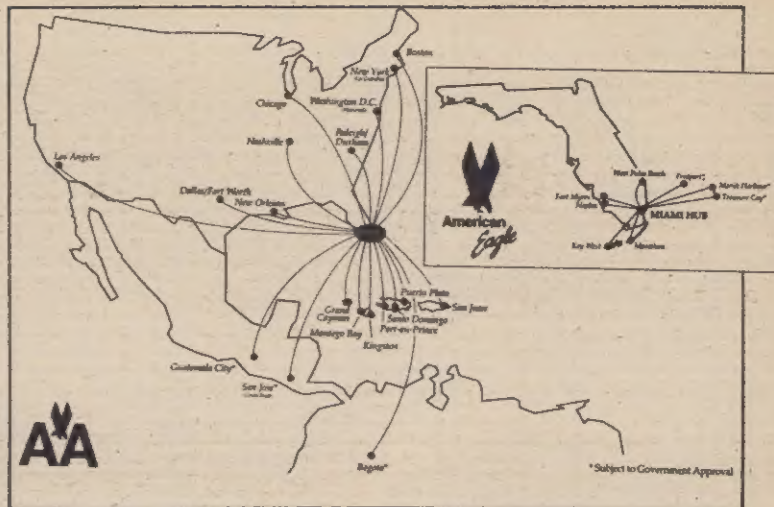 Boston
New York
Chicago
Washington D.C.
Nashville
Raleigh/
Durham
Los Angeles
Dallas/Fort Worth
New Orleans
Puerto Plata
San Juan
Grand
Cayman
Santo Domingo
Montego Bay
Port-au-Prince
Kingston
Guatemala City*
San Jose*
Bogota*
AA
*Subject to Government Approval
West Palm Beach
Freeport*
Marsh Harbour*
Treasure Cay*
Fort Myers
Naples
MIAMI HUB
Key West
Marathon
American
Eagle